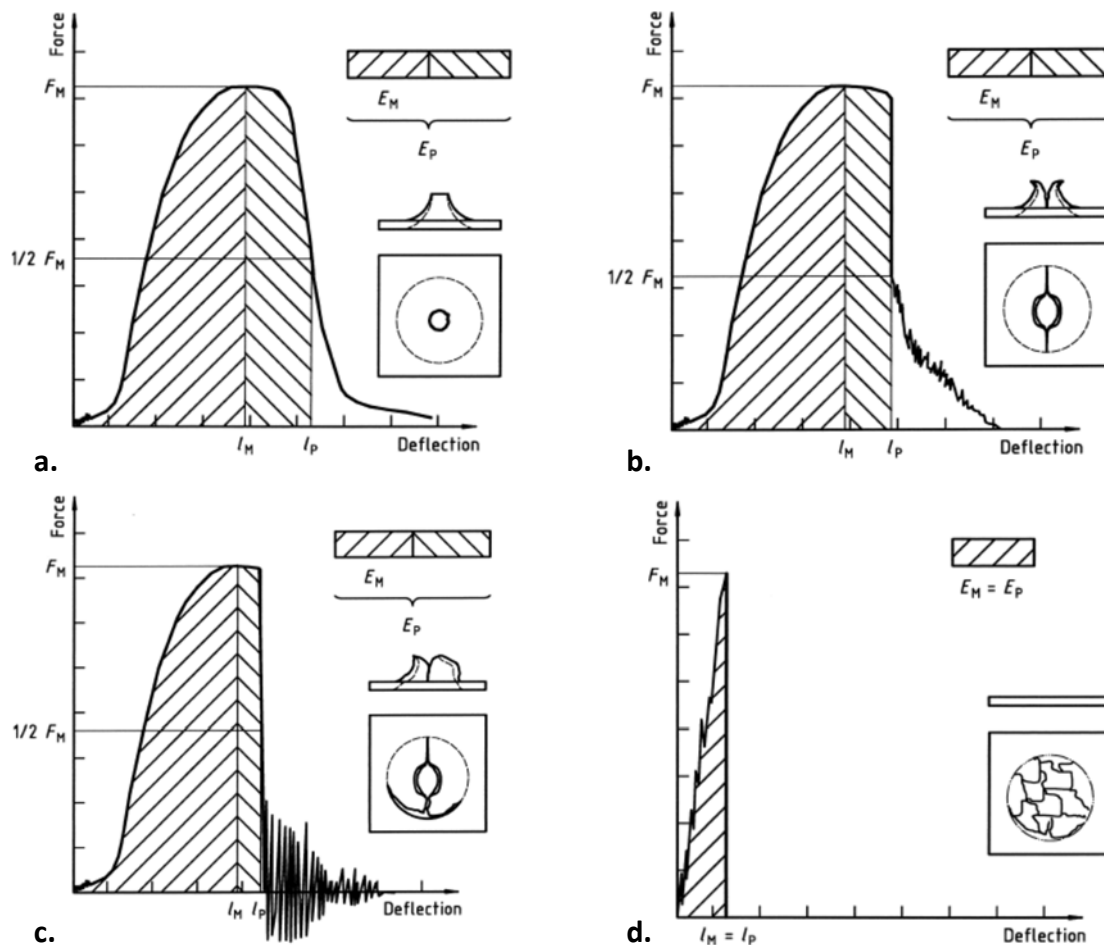 Force
F_M
1/2 F_M
E_M
E_P
l_M
l_P
Deflection
a.
Force
F_M
1/2 F_M
E_M
E_P
l_M
l_P
Deflection
b.
Force
F_M
1/2 F_M
E_M
E_P
l_M
l_P
Deflection
c.
Force
F_M
E_M = E_P
l_M = l_P
Deflection
d.